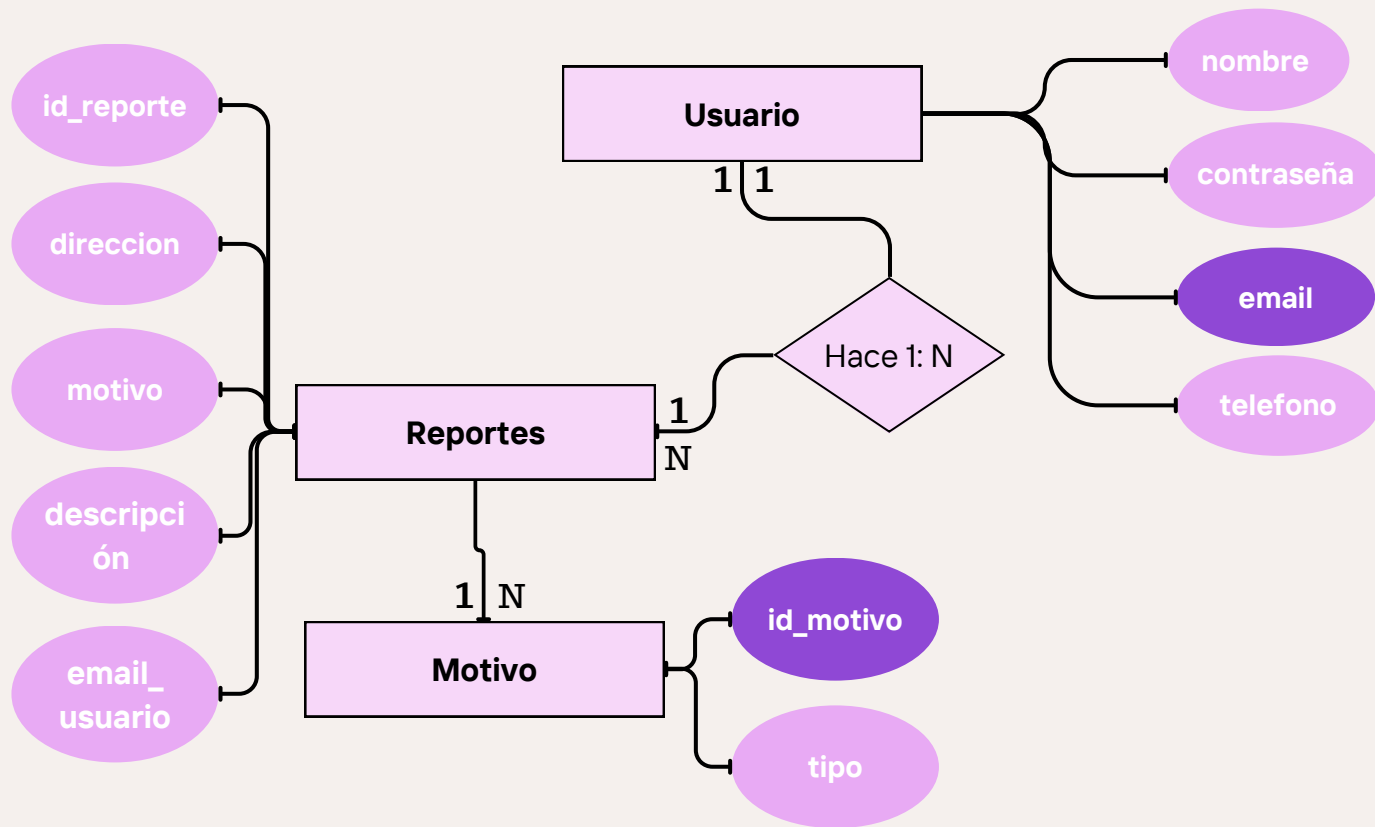 nombre
id_reporte
Usuario
contraseña
1 1
direccion
email
Hace 1: N
motivo
telefono
1
Reportes
N
descripci
ón
1 N
id_motivo
email_
usuario
Motivo
tipo